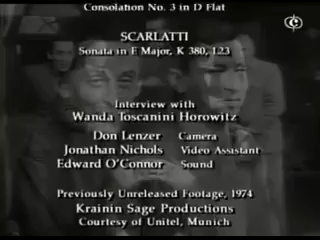 Consolation No. 3 in D Flat
SCARLATTI
Sonata in E Major, K 380, L23
Interview with
Wanda Toscanini Horowitz
Don Lenzer Camera
Jonathan Nichols Video Assistant
Edward O'Connor Sound
Previously Unreleased Footage, 1974
Krainin Sage Productions
Courtesy of Unitel, Munich